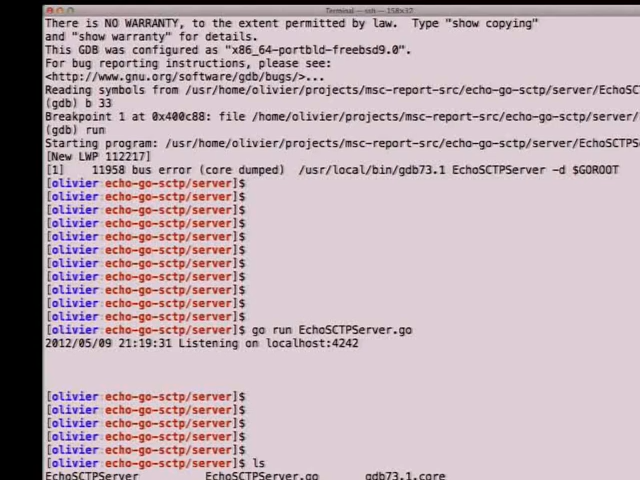 Terminal — ssh — 158×37
There is NO WARRANTY, to the extent permitted by law.  Type "show copying"
and "show warranty" for details.
This GDB was configured as "x86_64-portbld-freebsd9.0".
For bug reporting instructions, please see:
<http://www.gnu.org/software/gdb/bugs/>...
Reading symbols from /usr/home/olivier/projects/msc-report-src/echo-go-sctp/server/EchoSC
(gdb) b 33
Breakpoint 1 at 0x400c88: file /home/olivier/projects/msc-report-src/echo-go-sctp/server/
(gdb) run
Starting program: /usr/home/olivier/projects/msc-report-src/echo-go-sctp/server/EchoSCTPS
[New LWP 112217]
[1]    11958 bus error (core dumped)  /usr/local/bin/gdb73.1 EchoSCTPServer -d $GOROOT
[olivier:echo-go-sctp/server]$
[olivier:echo-go-sctp/server]$
[olivier:echo-go-sctp/server]$
[olivier:echo-go-sctp/server]$
[olivier:echo-go-sctp/server]$
[olivier:echo-go-sctp/server]$
[olivier:echo-go-sctp/server]$
[olivier:echo-go-sctp/server]$
[olivier:echo-go-sctp/server]$
[olivier:echo-go-sctp/server]$
[olivier:echo-go-sctp/server]$
[olivier:echo-go-sctp/server]$ go run EchoSCTPServer.go
2012/05/09 21:19:31 Listening on localhost:4242
[olivier:echo-go-sctp/server]$
[olivier:echo-go-sctp/server]$
[olivier:echo-go-sctp/server]$
[olivier:echo-go-sctp/server]$
[olivier:echo-go-sctp/server]$
[olivier:echo-go-sctp/server]$ ls
EchoSCTPServer    EchoSCTPServer.go    gdb73.1.core